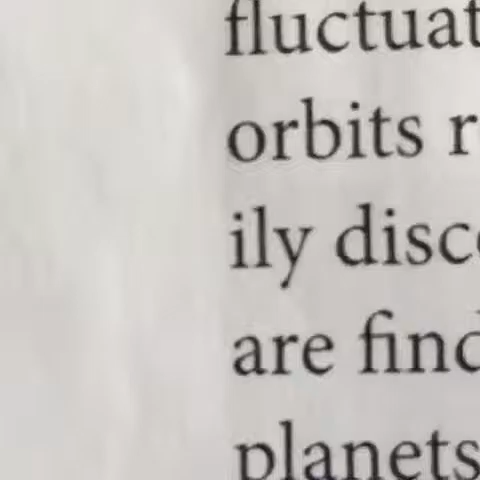 fluctuat
orbits r
ily disc
are find
planets